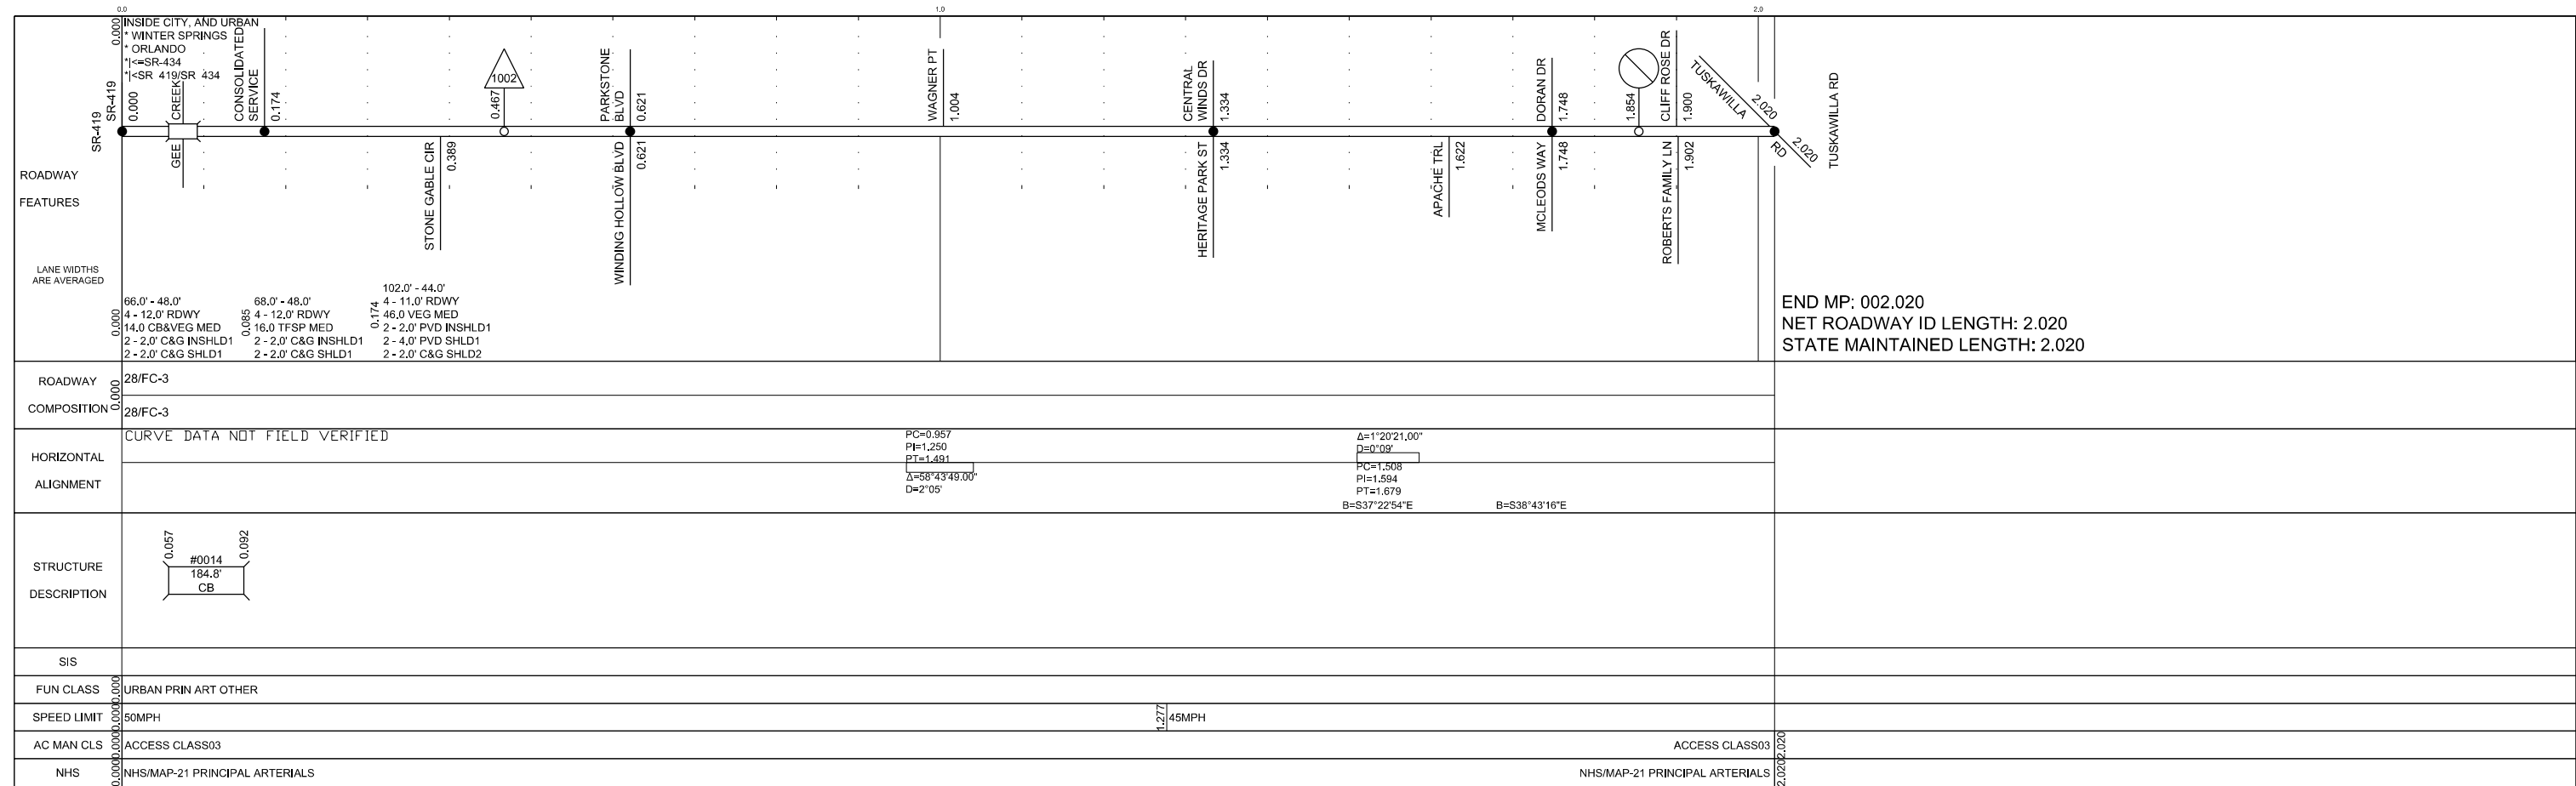 0.0
1.0
2.0
0.000
INSIDE CITY, AND URBAN
* WINTER SPRINGS
* ORLANDO
*|<=SR-434
*|<SR 419/SR 434
SR-419
SR-419
0.000
GEE CREEK
CONSOLIDATED
SERVICE
0.174
STONE GABLE CIR
0.389
1002
0.467
PARKSTONE
BLVD
0.621
WINDING HOLLOW BLVD
0.621
WAGNER PT
1.004
CENTRAL
WINDS DR
1.334
HERITAGE PARK ST
1.334
APACHE TRL
1.622
DORAN DR
1.748
MCLEODS WAY
1.748
1.854
CLIFF ROSE DR
1.900
ROBERTS FAMILY LN
1.902
TUSKAWILLA RD
2.020
2.020
TUSKAWILLA RD
ROADWAY
FEATURES
LANE WIDTHS
ARE AVERAGED
0.000
66.0' - 48.0'
4 - 12.0' RDWY
14.0 CB&VEG MED
2 - 2.0' C&G INSHLD1
2 - 2.0' C&G SHLD1
0.085
68.0' - 48.0'
4 - 12.0' RDWY
16.0 TFSP MED
2 - 2.0' C&G INSHLD1
2 - 2.0' C&G SHLD1
0.174
102.0' - 44.0'
4 - 11.0' RDWY
46.0 VEG MED
2 - 2.0' PVD INSHLD1
2 - 4.0' PVD SHLD1
2 - 2.0' C&G SHLD2
END MP: 002.020
NET ROADWAY ID LENGTH: 2.020
STATE MAINTAINED LENGTH: 2.020
ROADWAY
COMPOSITION
0.000
28/FC-3
28/FC-3
HORIZONTAL
ALIGNMENT
CURVE DATA NOT FIELD VERIFIED
PC=0.957
PI=1.250
PT=1.491
Δ=58°43'49.00"
D=2°05'
Δ=1°20'21.00"
D=0°09'
PC=1.508
PI=1.594
PT=1.679
B=S37°22'54"E
B=S38°43'16"E
STRUCTURE
DESCRIPTION
0.057
0.092
#0014
184.8'
CB
SIS
FUN CLASS
0.000
URBAN PRIN ART OTHER
SPEED LIMIT
0.000
50MPH
1.277
45MPH
AC MAN CLS
0.000
ACCESS CLASS03
ACCESS CLASS03
2.020
NHS
0.000
NHS/MAP-21 PRINCIPAL ARTERIALS
NHS/MAP-21 PRINCIPAL ARTERIALS
2.020